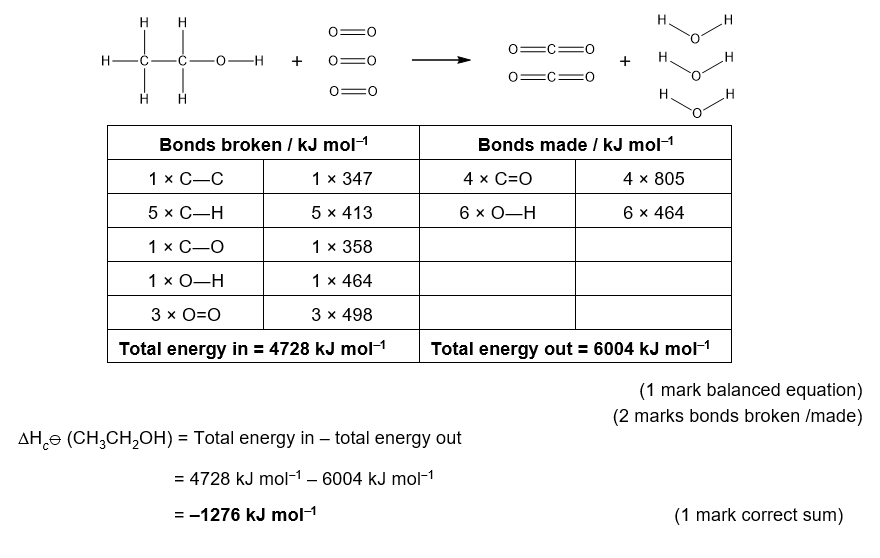 H H H H
H—C—C—O—H + O=O O=O O=O → O=C=O O=C=O + H O H H O H H O H
H H
Bonds broken / kJ mol⁻¹ Bonds made / kJ mol⁻¹
1 × C—C 1 × 347 4 × C=O 4 × 805
5 × C—H 5 × 413 6 × O—H 6 × 464
1 × C—O 1 × 358
1 × O—H 1 × 464
3 × O=O 3 × 498
Total energy in = 4728 kJ mol⁻¹ Total energy out = 6004 kJ mol⁻¹
(1 mark balanced equation)
(2 marks bonds broken /made)
ΔH_c⊖ (CH₃CH₂OH) = Total energy in – total energy out
= 4728 kJ mol⁻¹ – 6004 kJ mol⁻¹
= –1276 kJ mol⁻¹ (1 mark correct sum)